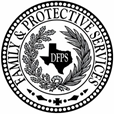 FAMILY & PROTECTIVE SERVICES
DFPS